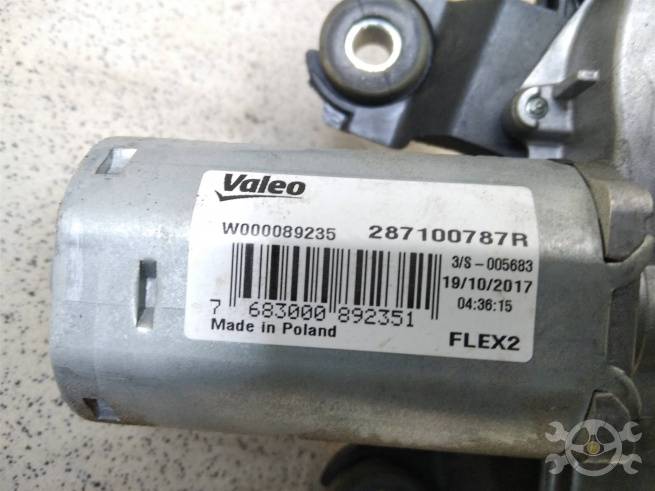 Valeo
W000089235 287100787R
3/S-005683
19/10/2017
04:36:15
7 683000 892351
Made in Poland
FLEX2